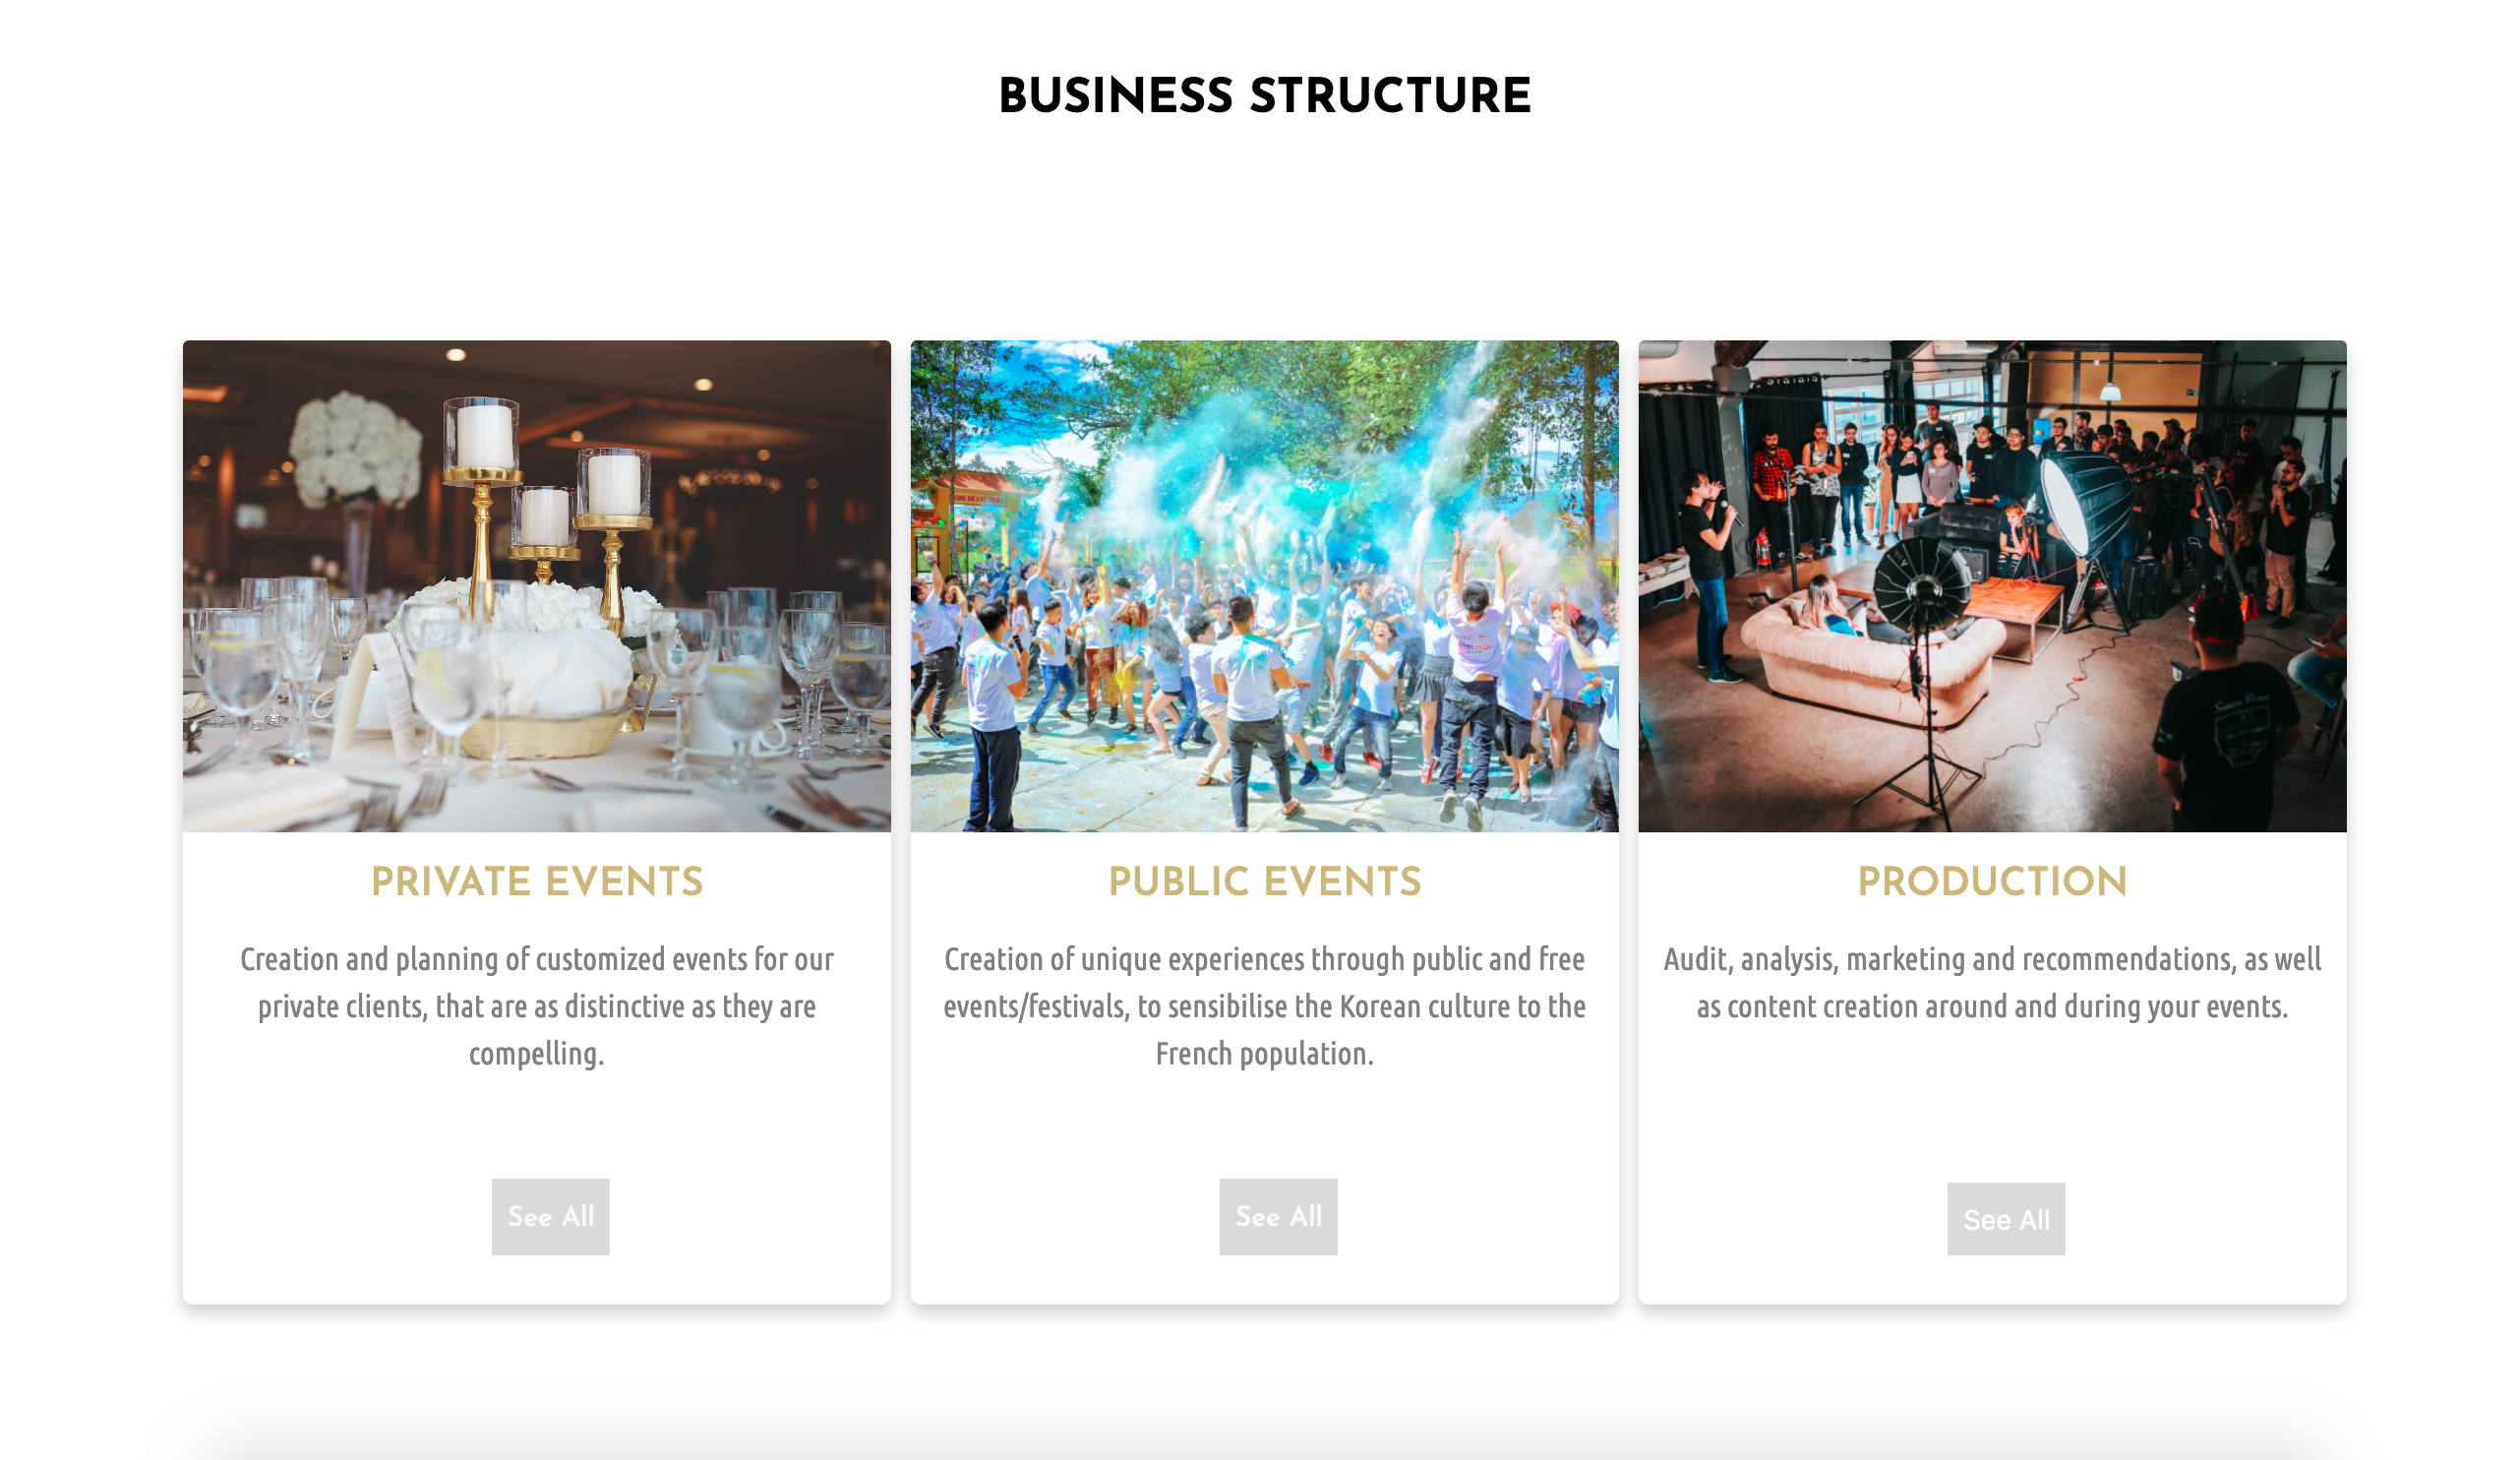 BUSINESS STRUCTURE
PRIVATE EVENTS
Creation and planning of customized events for our
private clients, that are as distinctive as they are
compelling.
See All
PUBLIC EVENTS
Creation of unique experiences through public and free
events/festivals, to sensibilise the Korean culture to the
French population.
See All
PRODUCTION
Audit, analysis, marketing and recommendations, as well
as content creation around and during your events.
See All